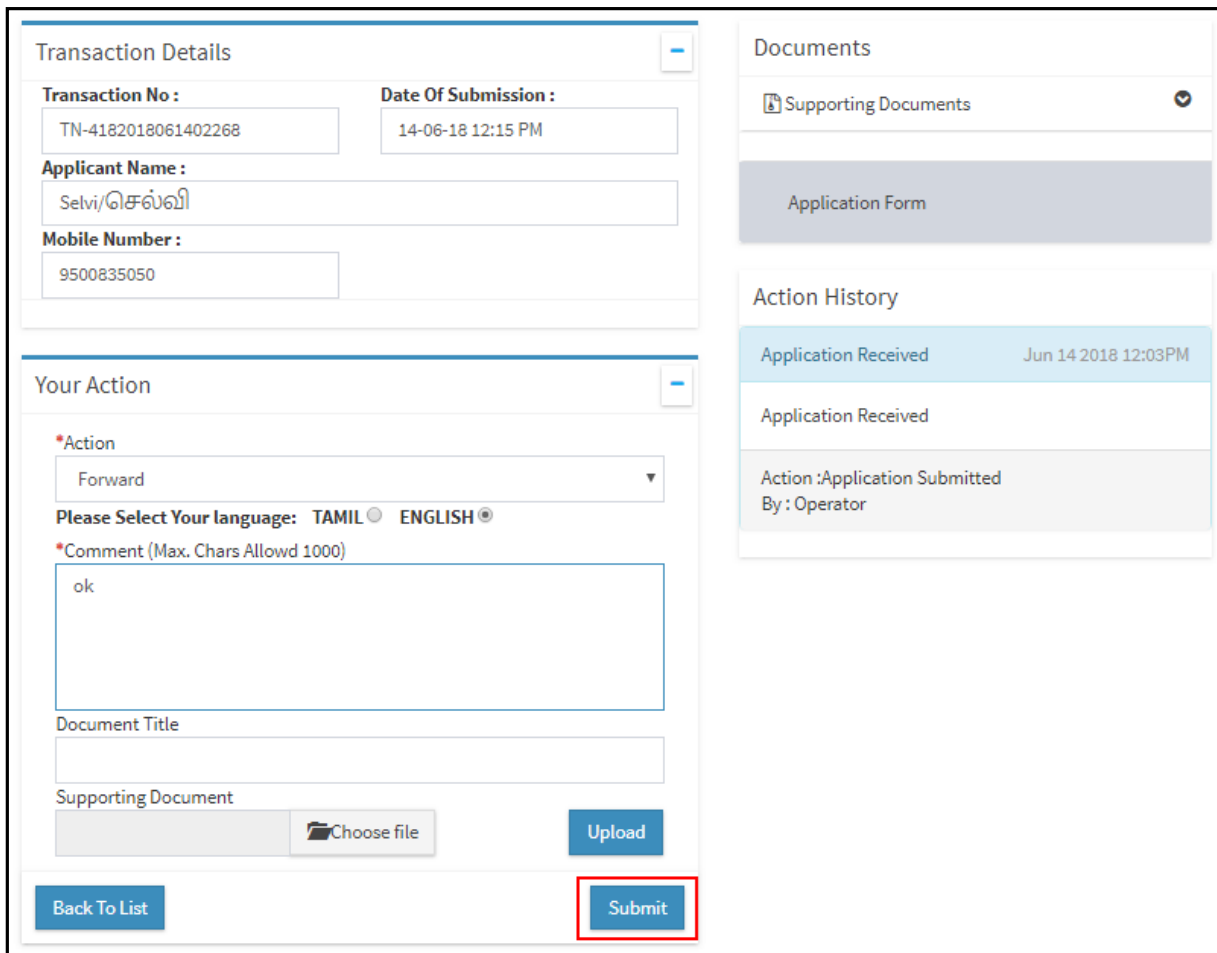 Transaction Details
Transaction No :
Date Of Submission :
TN-4182018061402268
14-06-18 12:15 PM
Applicant Name :
Selvi/செல்வி
Mobile Number :
9500835050
Your Action
*Action
Forward
Please Select Your language: TAMIL ENGLISH
*Comment (Max. Chars Allowd 1000)
ok
Document Title
Supporting Document
Choose file
Upload
Back To List
Submit
Documents
Supporting Documents
Application Form
Action History
Application Received Jun 14 2018 12:03PM
Application Received
Action :Application Submitted
By : Operator